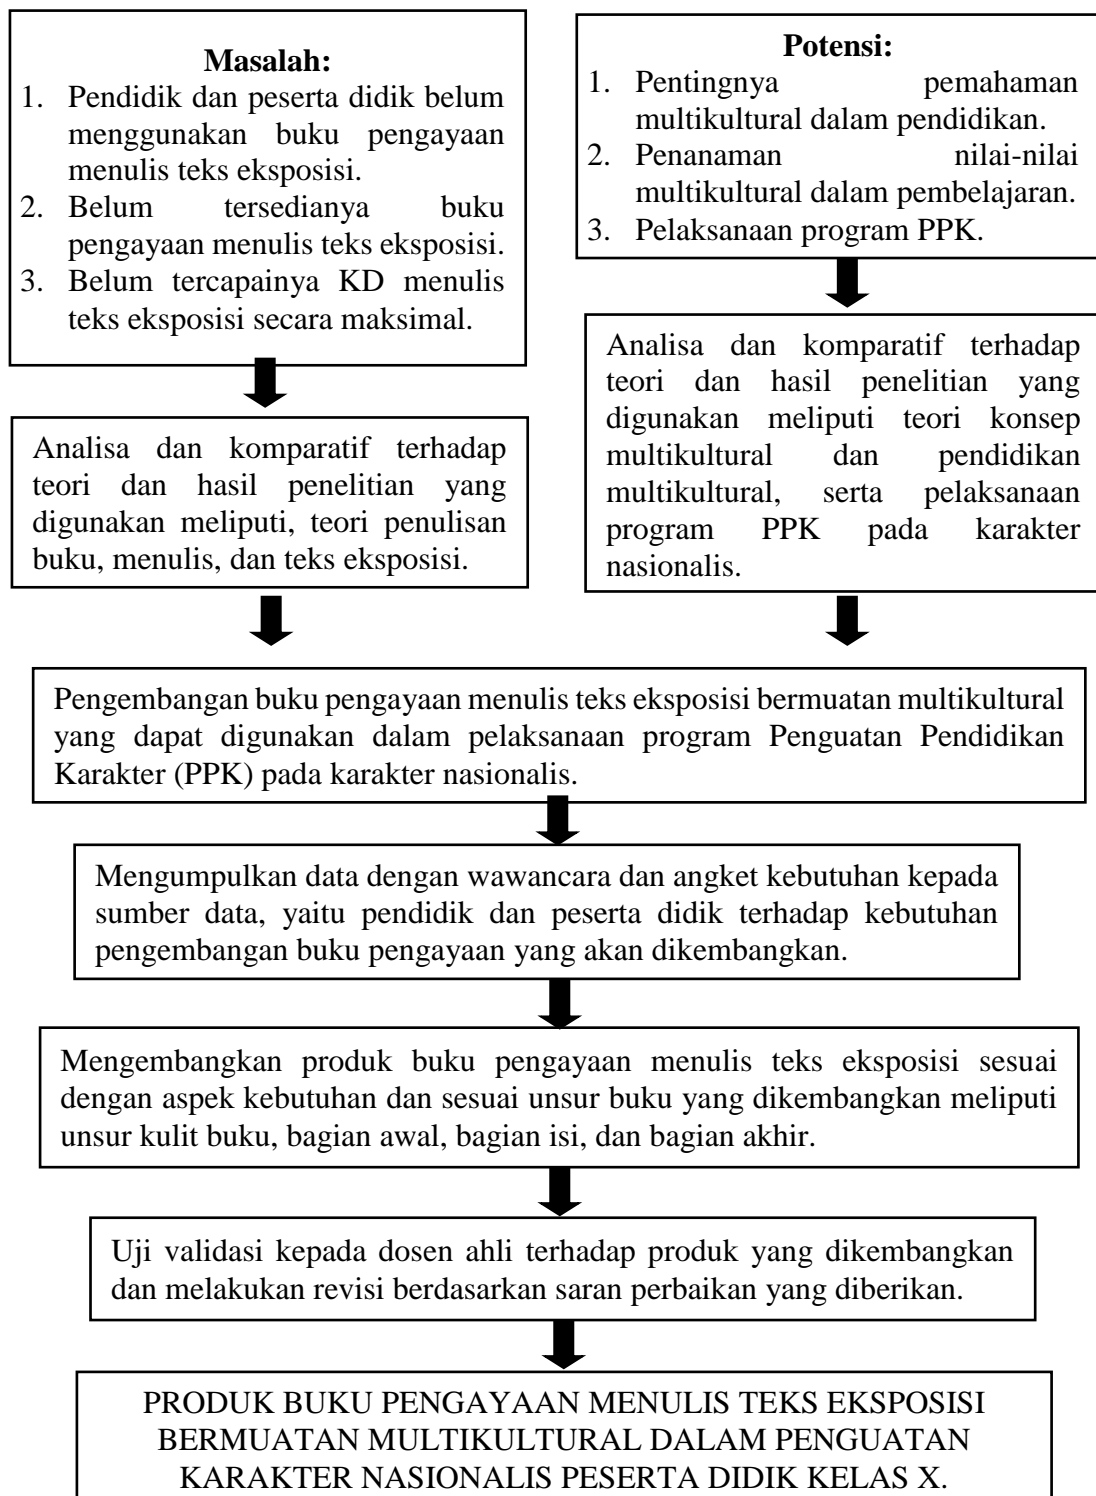 Masalah:
1. Pendidik dan peserta didik belum
menggunakan buku pengayaan
menulis teks eksposisi.
2. Belum tersedianya buku
pengayaan menulis teks eksposisi.
3. Belum tercapainya KD menulis
teks eksposisi secara maksimal.
Potensi:
1. Pentingnya pemahaman
multikultural dalam pendidikan.
2. Penanaman nilai-nilai
multikultural dalam pembelajaran.
3. Pelaksanaan program PPK.
Analisa dan komparatif terhadap
teori dan hasil penelitian yang
digunakan meliputi, teori penulisan
buku, menulis, dan teks eksposisi.
Analisa dan komparatif terhadap
teori dan hasil penelitian yang
digunakan meliputi teori konsep
multikultural dan pendidikan
multikultural, serta pelaksanaan
program PPK pada karakter
nasionalis.
Pengembangan buku pengayaan menulis teks eksposisi bermuatan multikultural
yang dapat digunakan dalam pelaksanaan program Penguatan Pendidikan
Karakter (PPK) pada karakter nasionalis.
Mengumpulkan data dengan wawancara dan angket kebutuhan kepada
sumber data, yaitu pendidik dan peserta didik terhadap kebutuhan
pengembangan buku pengayaan yang akan dikembangkan.
Mengembangkan produk buku pengayaan menulis teks eksposisi sesuai
dengan aspek kebutuhan dan sesuai unsur buku yang dikembangkan meliputi
unsur kulit buku, bagian awal, bagian isi, dan bagian akhir.
Uji validasi kepada dosen ahli terhadap produk yang dikembangkan
dan melakukan revisi berdasarkan saran perbaikan yang diberikan.
PRODUK BUKU PENGAYAAN MENULIS TEKS EKSPOSISI
BERMUATAN MULTIKULTURAL DALAM PENGUATAN
KARAKTER NASIONALIS PESERTA DIDIK KELAS X.